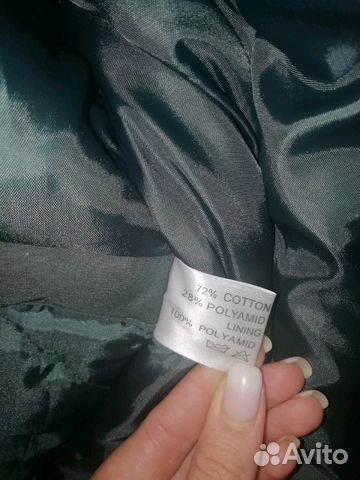 72% COTTON
28% POLYAMID
LINING
100% POLYAMID
Avito